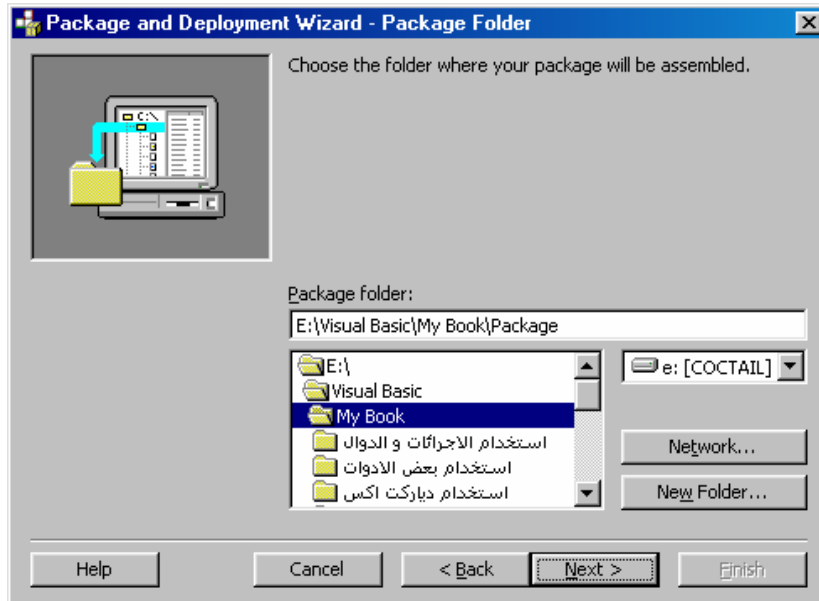 Package and Deployment Wizard - Package Folder
Choose the folder where your package will be assembled.
C:\
Package folder:
E:\Visual Basic\My Book\Package
E:\
e: [COCTAIL]
Visual Basic
My Book
استخدام الاجرائات و الدوال
استخدام بعض الادوات
استخدام ديارکت اکس
Network...
New Folder...
Help
Cancel
< Back
Next >
Finish